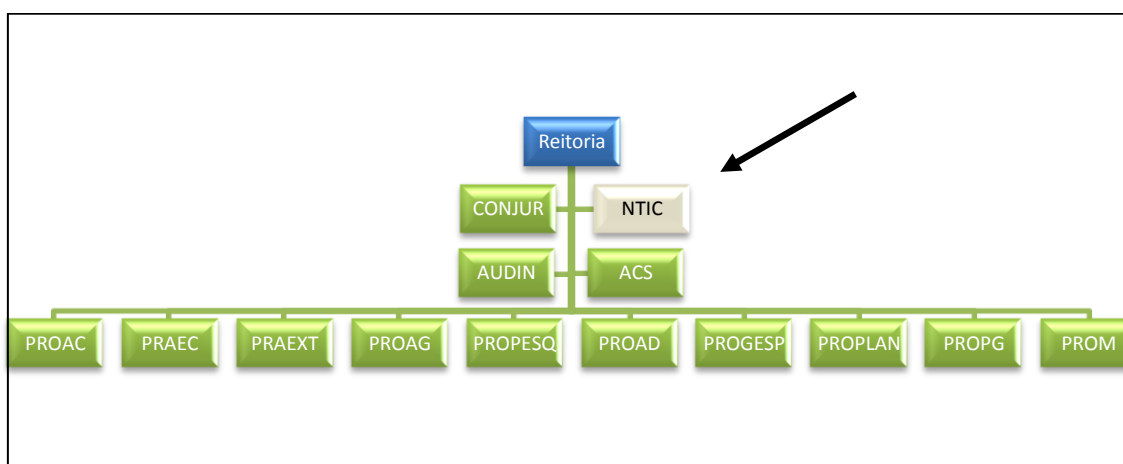 Reitoria
CONJUR NTIC
AUDIN ACS
PROAC PRAEC PRAEXT PROAG PROPESQ PROAD PROGESP PROPLAN PROPG PROM